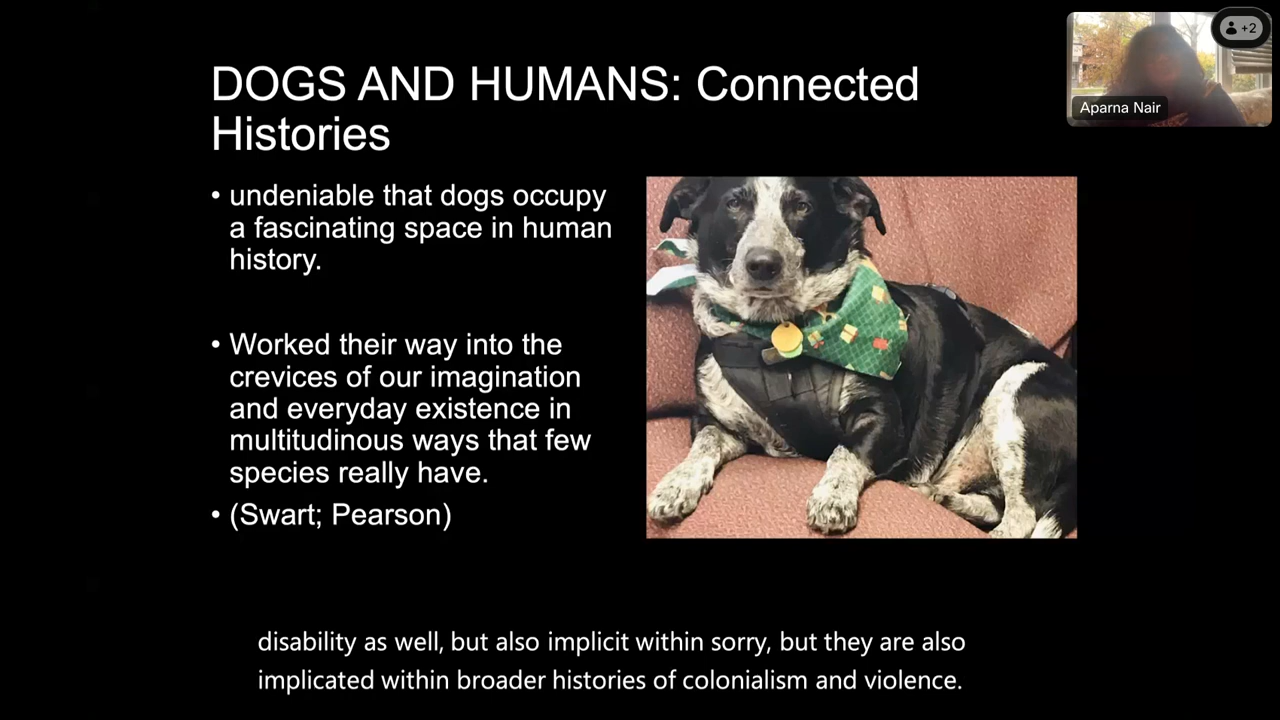 DOGS AND HUMANS: Connected
Histories
• undeniable that dogs occupy
a fascinating space in human
history.
• Worked their way into the
crevices of our imagination
and everyday existence in
multitudinous ways that few
species really have.
• (Swart; Pearson)
+2
Aparna Nair
disability as well, but also implicit within sorry, but they are also
implicated within broader histories of colonialism and violence.